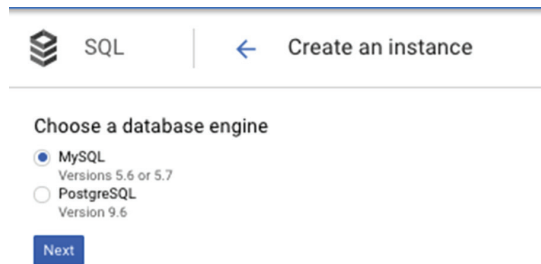 SQL
Create an instance
Choose a database engine
MySQL
Versions 5.6 or 5.7
PostgreSQL
Version 9.6
Next